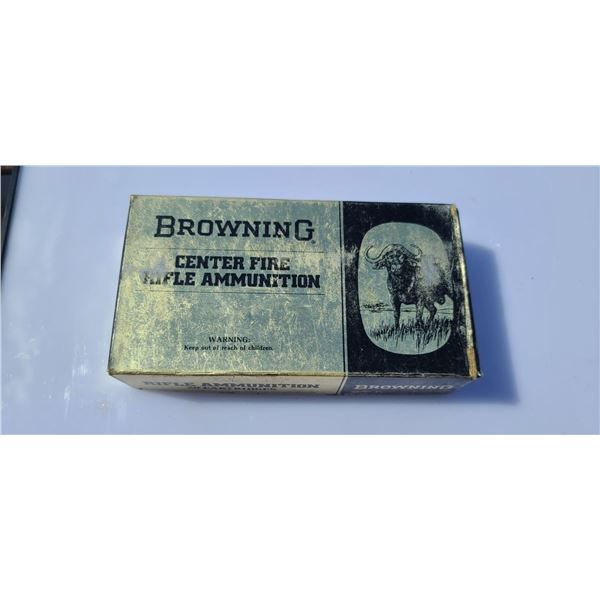 BROWNING®
CENTER FIRE
RIFLE AMMUNITION
WARNING:
Keep out of reach of children.
RIFLE AMMUNITION
BROWNING